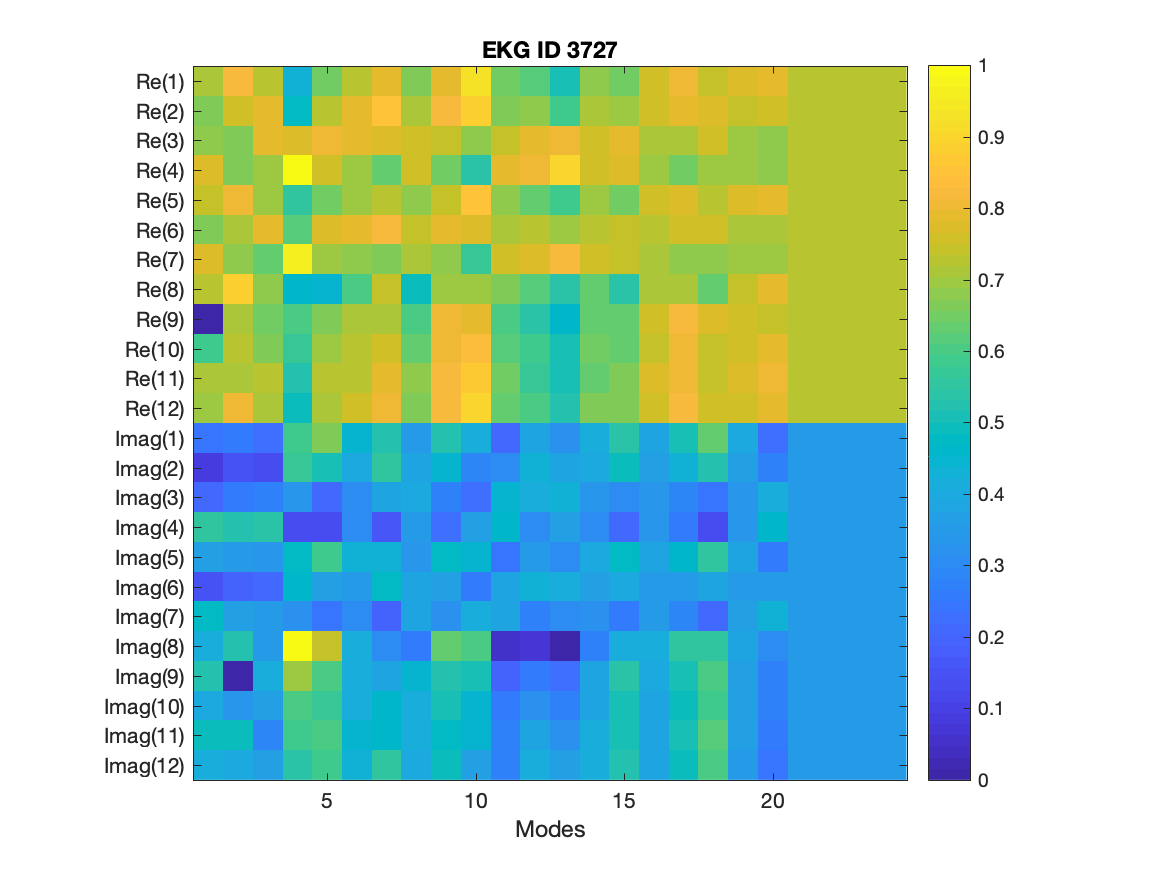 EKG ID 3727
Re(1)
Re(2)
Re(3)
Re(4)
Re(5)
Re(6)
Re(7)
Re(8)
Re(9)
Re(10)
Re(11)
Re(12)
Imag(1)
Imag(2)
Imag(3)
Imag(4)
Imag(5)
Imag(6)
Imag(7)
Imag(8)
Imag(9)
Imag(10)
Imag(11)
Imag(12)
5 10 15 20
Modes
1
0.9
0.8
0.7
0.6
0.5
0.4
0.3
0.2
0.1
0